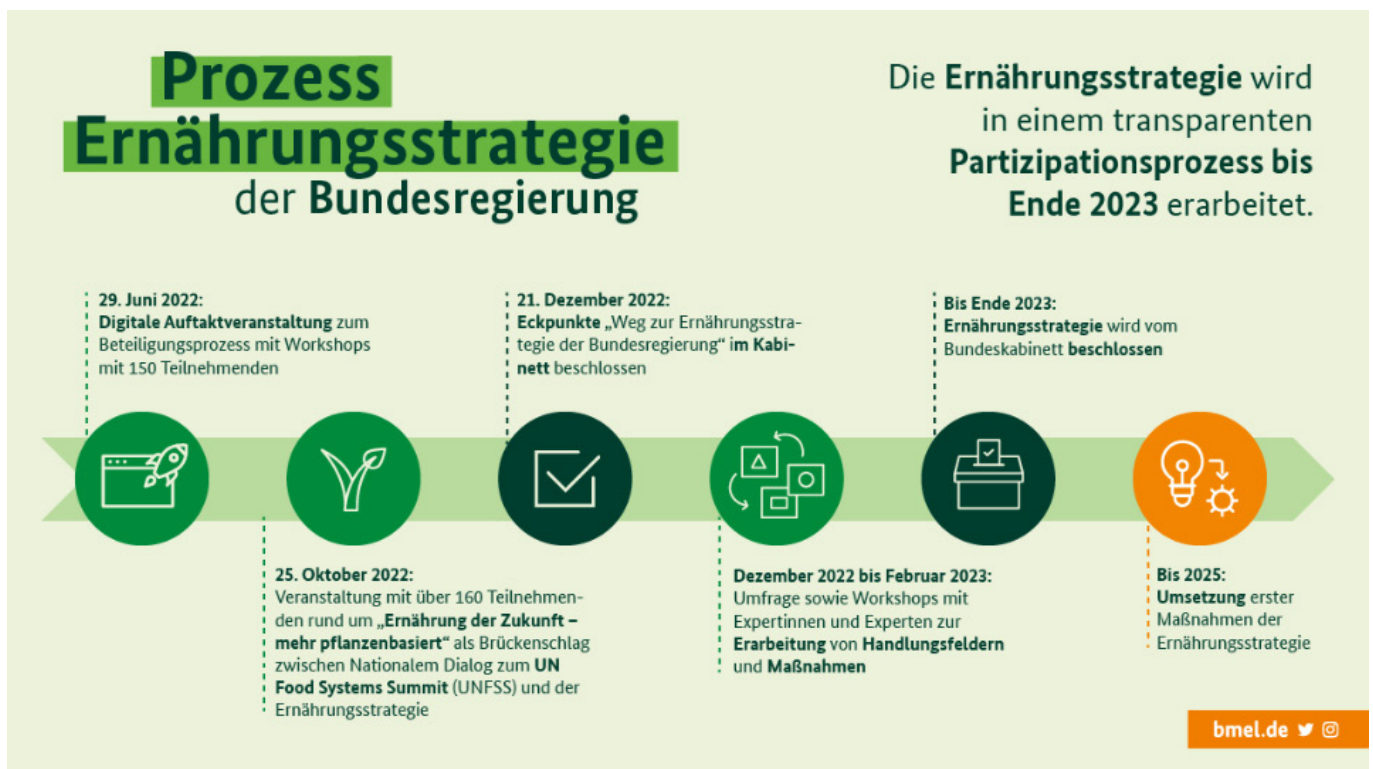 Prozess
Ernährungsstrategie
der Bundesregierung
Die Ernährungsstrategie wird
in einem transparenten
Partizipationsprozess bis
Ende 2023 erarbeitet.
29. Juni 2022:
Digitale Auftaktveranstaltung zum
Beteiligungsprozess mit Workshops
mit 150 Teilnehmenden
25. Oktober 2022:
Veranstaltung mit über 160 Teilnehmen-
den rund um „Ernährung der Zukunft –
mehr pflanzenbasiert“ als Brückenschlag
zwischen Nationalem Dialog zum UN
Food Systems Summit (UNFSS) und der
Ernährungsstrategie
21. Dezember 2022:
Eckpunkte „Weg zur Ernährungsstra-
tegie der Bundesregierung“ im Kabi-
nett beschlossen
Dezember 2022 bis Februar 2023:
Umfrage sowie Workshops mit
Expertinnen und Experten zur
Erarbeitung von Handlungsfeldern
und Maßnahmen
Bis Ende 2023:
Ernährungsstrategie wird vom
Bundeskabinett beschlossen
Bis 2025:
Umsetzung erster
Maßnahmen der
Ernährungsstrategie
bmel.de